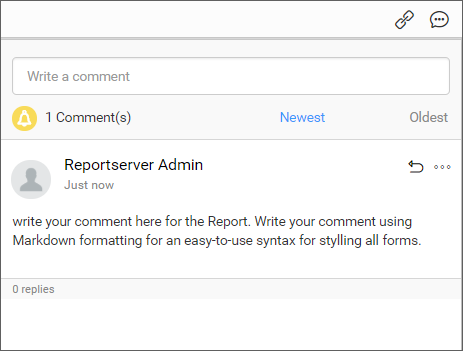 Write a comment
1 Comment(s) Newest Oldest
Reportserver Admin
Just now
write your comment here for the Report. Write your comment using
Markdown formatting for an easy-to-use syntax for stylling all forms.
0 replies